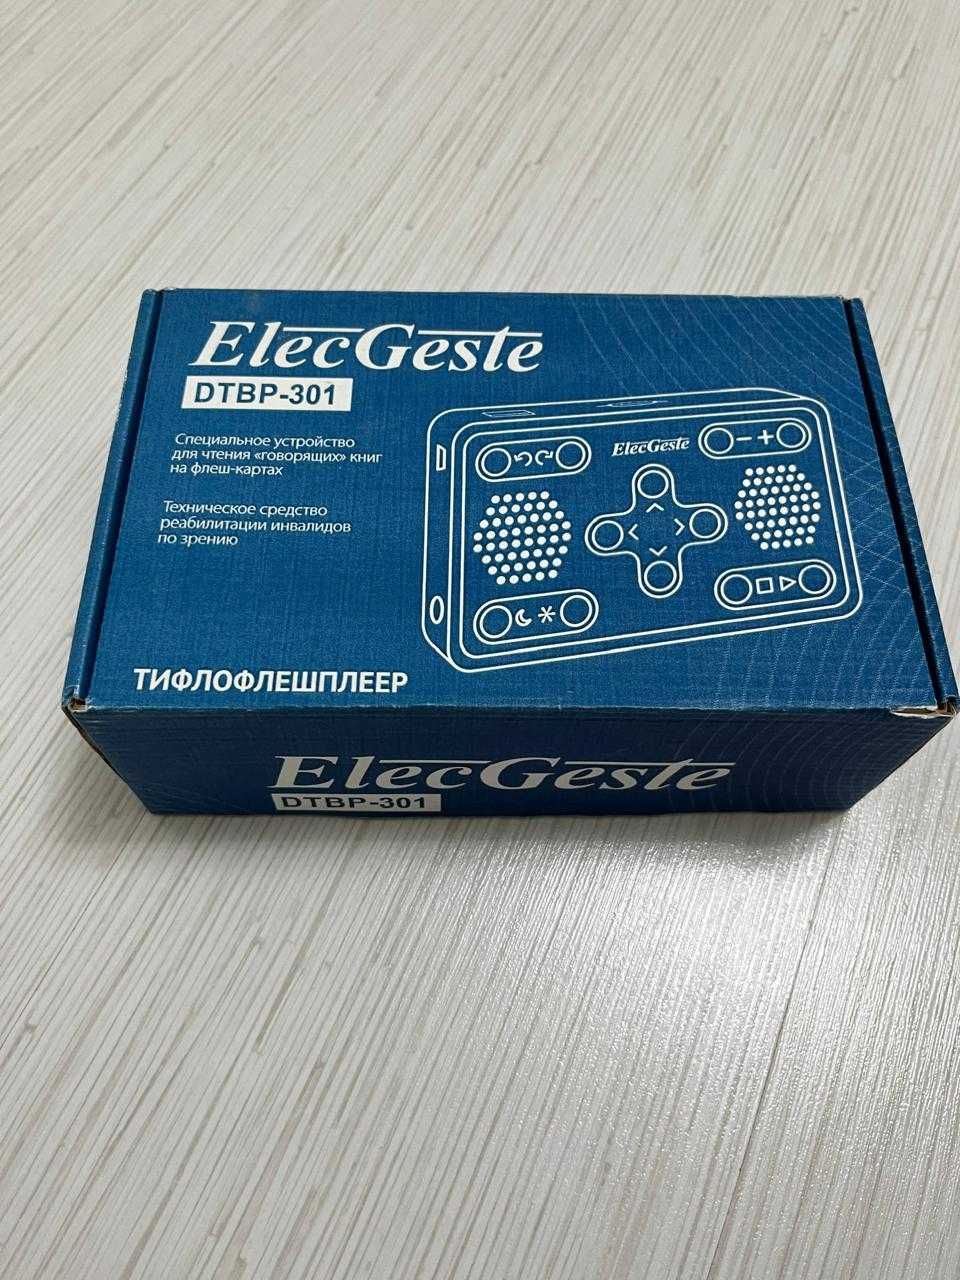 ElecGeste
DTBP-301
Специальное устройство
для чтения «говорящих» книг
на флеш-картах
Техническое средство
реабилитации инвалидов
по зрению
ElecGeste
ТИФЛОФЛЕШПЛЕЕР
ElecGeste
DTBP-301